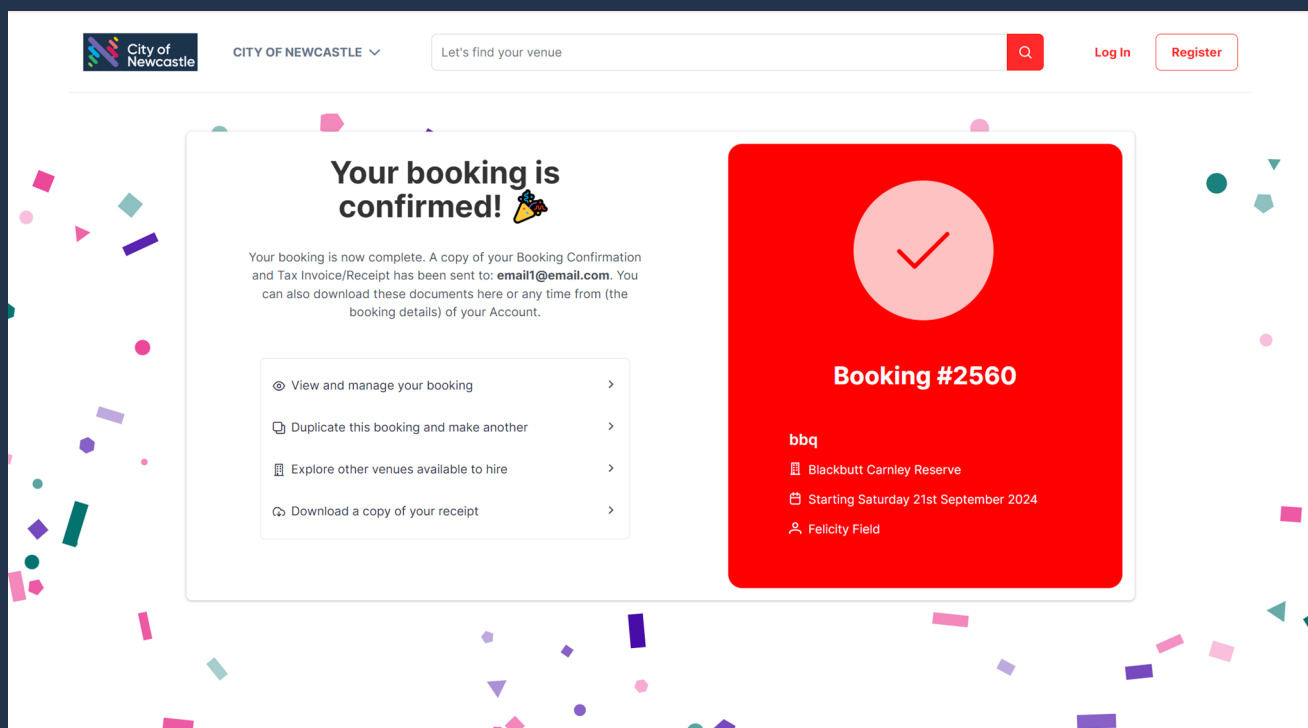 City of
Newcastle
CITY OF NEWCASTLE
Let's find your venue
Log In
Register
Your booking is
confirmed!
Your booking is now complete. A copy of your Booking Confirmation
and Tax Invoice/Receipt has been sent to: email1@email.com. You
can also download these documents here or any time from (the
booking details) of your Account.
View and manage your booking
Duplicate this booking and make another
Explore other venues available to hire
Download a copy of your receipt
Booking #2560
bbq
Blackbutt Carnley Reserve
Starting Saturday 21st September 2024
Felicity Field